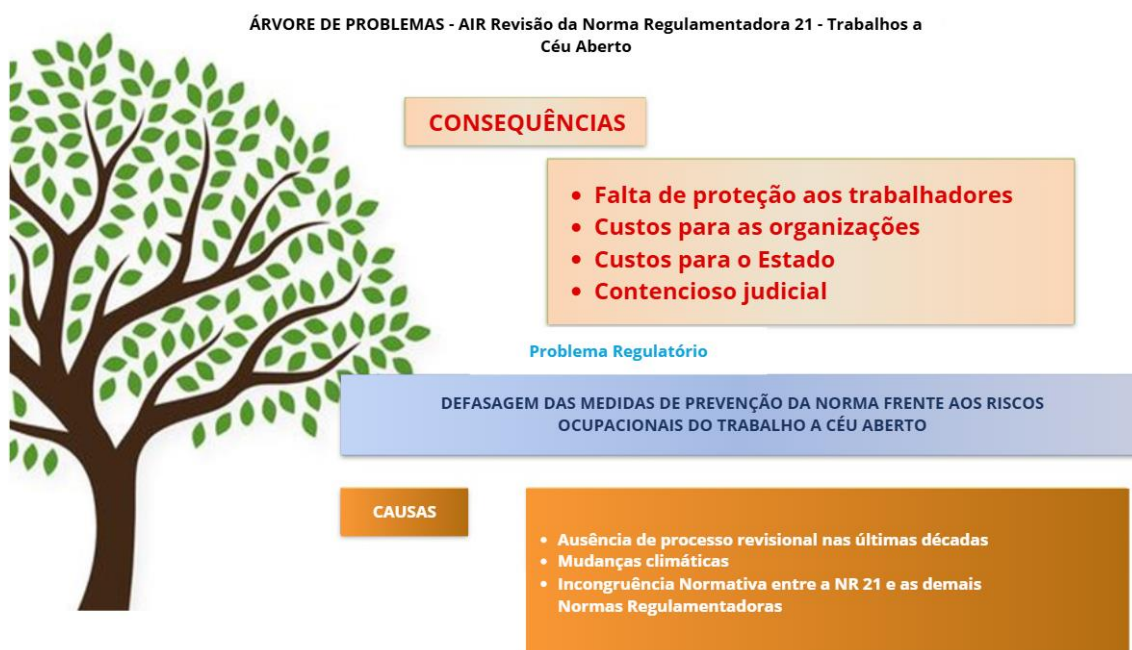 ÁRVORE DE PROBLEMAS - AIR Revisão da Norma Regulamentadora 21 - Trabalhos a
Céu Aberto
CONSEQUÊNCIAS
• Falta de proteção aos trabalhadores
• Custos para as organizações
• Custos para o Estado
• Contencioso judicial
Problema Regulatório
DEFASAGEM DAS MEDIDAS DE PREVENÇÃO DA NORMA FRENTE AOS RISCOS
OCUPACIONAIS DO TRABALHO A CÉU ABERTO
CAUSAS
• Ausência de processo revisional nas últimas décadas
• Mudanças climáticas
• Incongruência Normativa entre a NR 21 e as demais
Normas Regulamentadoras